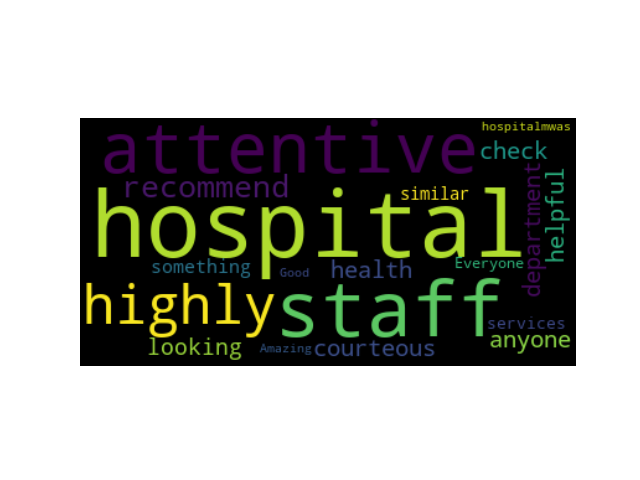 hospitalmwas
attentive
check
recommend
similar
helpful
department
hospital
something
Good
health
Everyone
highly
staff
services
looking
Amazing
courteous
anyone